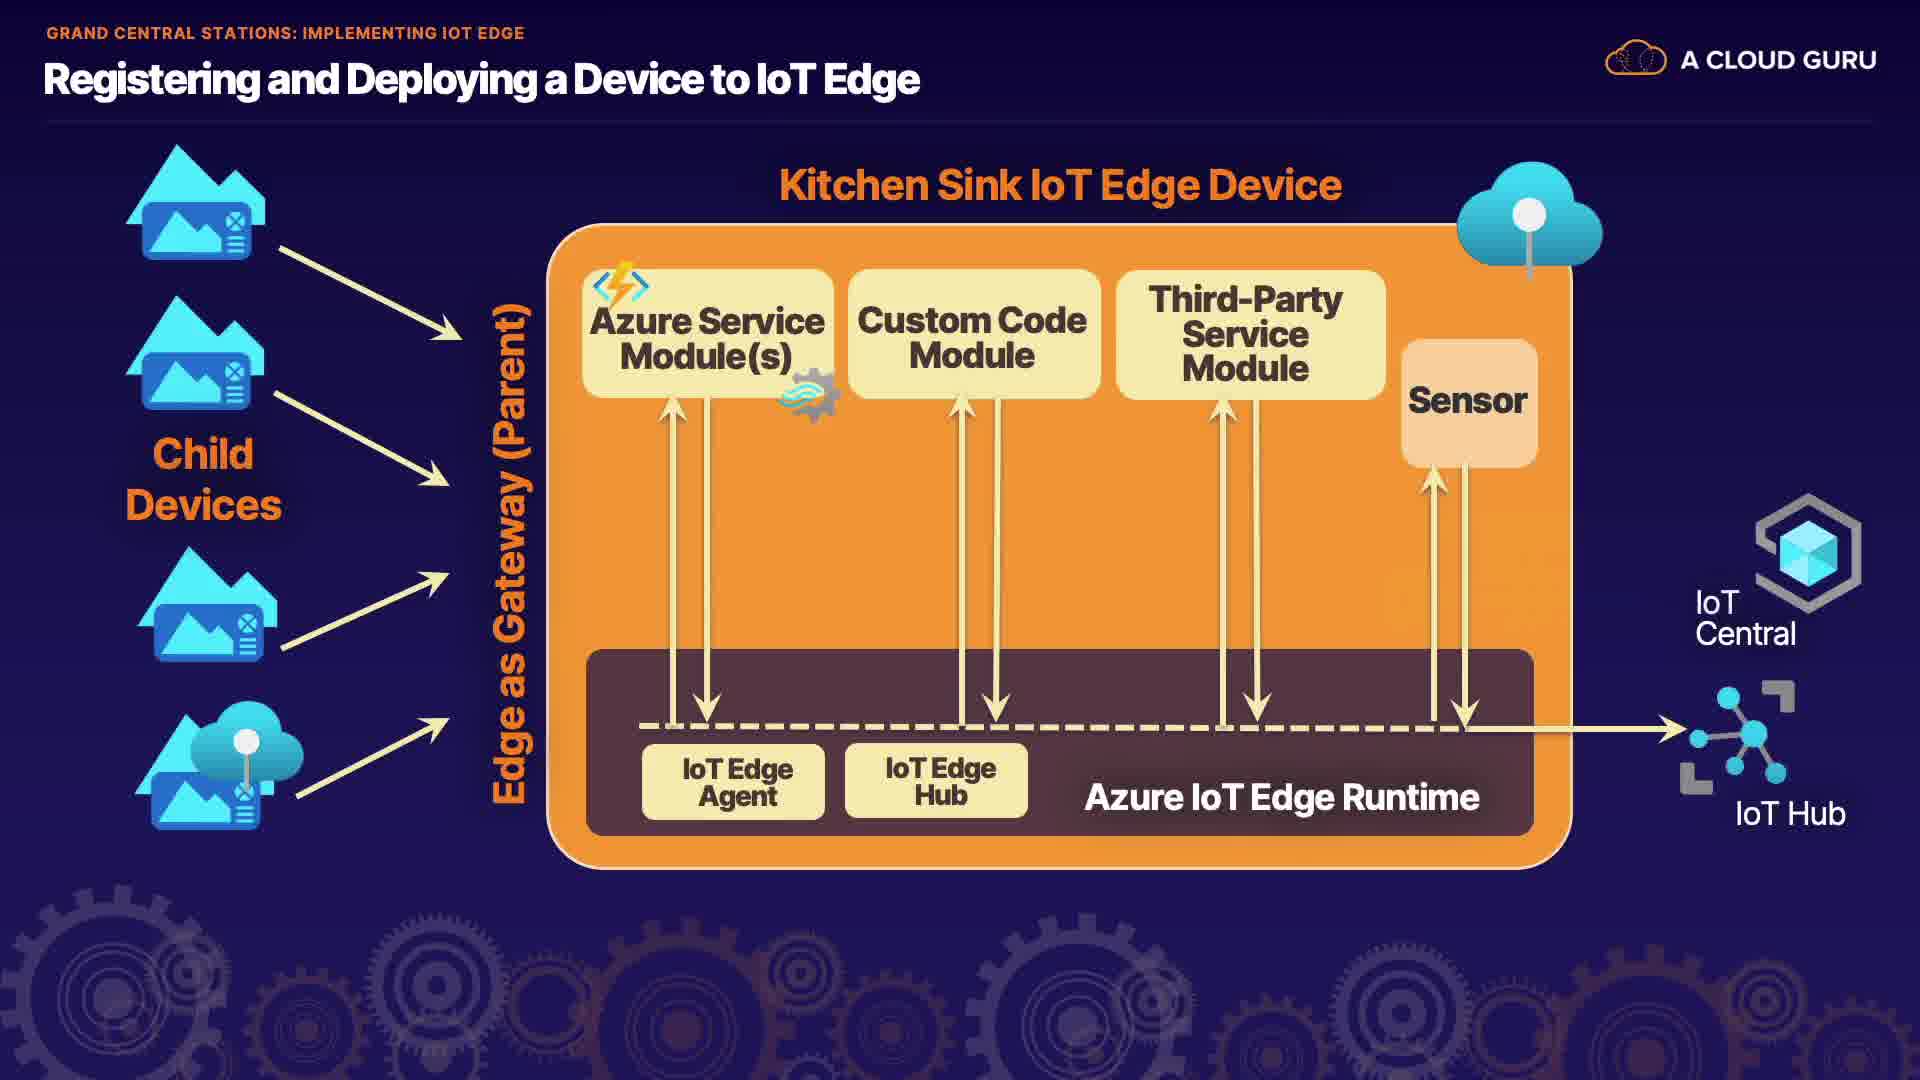 GRAND CENTRAL STATIONS: IMPLEMENTING IOT EDGE
Registering and Deploying a Device to IoT Edge
A CLOUD GURU
Kitchen Sink IoT Edge Device
Child
Devices
Edge as Gateway (Parent)
Azure Service
Module(s)
Custom Code
Module
Third-Party
Service
Module
Sensor
IoT Edge
Agent
IoT Edge
Hub
Azure IoT Edge Runtime
IoT
Central
IoT Hub